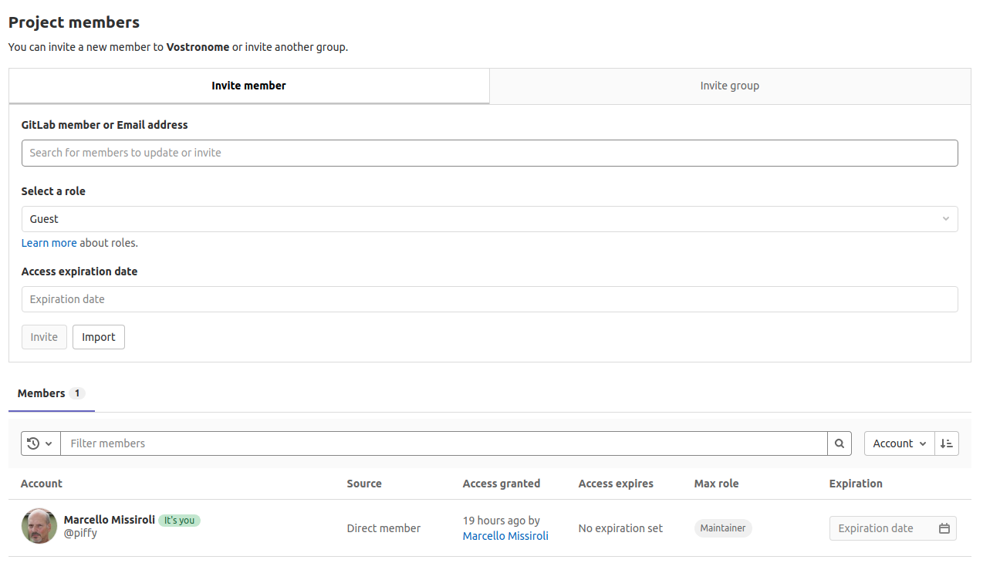 Project members
You can invite a new member to Vostronome or invite another group.
Invite member
Invite group
GitLab member or Email address
Search for members to update or invite
Select a role
Guest
Learn more about roles.
Access expiration date
Expiration date
Invite
Import
Members 1
Filter members
Account
Account
Source
Access granted
Access expires
Max role
Expiration
Marcello Missiroli It's you
@piffy
Direct member
19 hours ago by
Marcello Missiroli
No expiration set
Maintainer
Expiration date